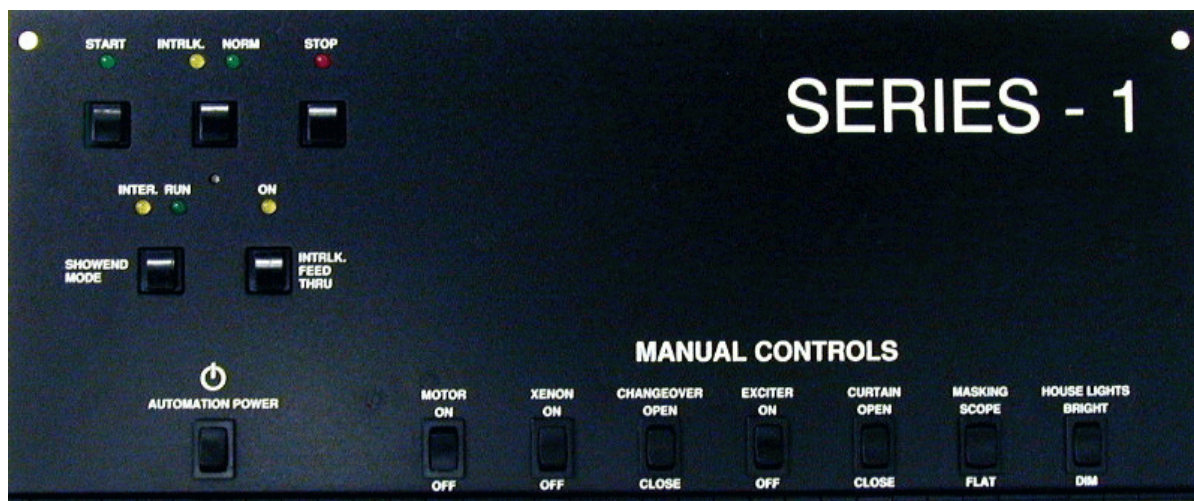 START INTRLK. NORM STOP
SERIES - 1
INTER. RUN ON
SHOWEND
MODE
INTRLK.
FEED
THRU
MANUAL CONTROLS
AUTOMATION POWER
MOTOR
ON
OFF
XENON
ON
OFF
CHANGEOVER
OPEN
CLOSE
EXCITER
ON
OFF
CURTAIN
OPEN
CLOSE
MASKING
SCOPE
FLAT
HOUSE LIGHTS
BRIGHT
DIM